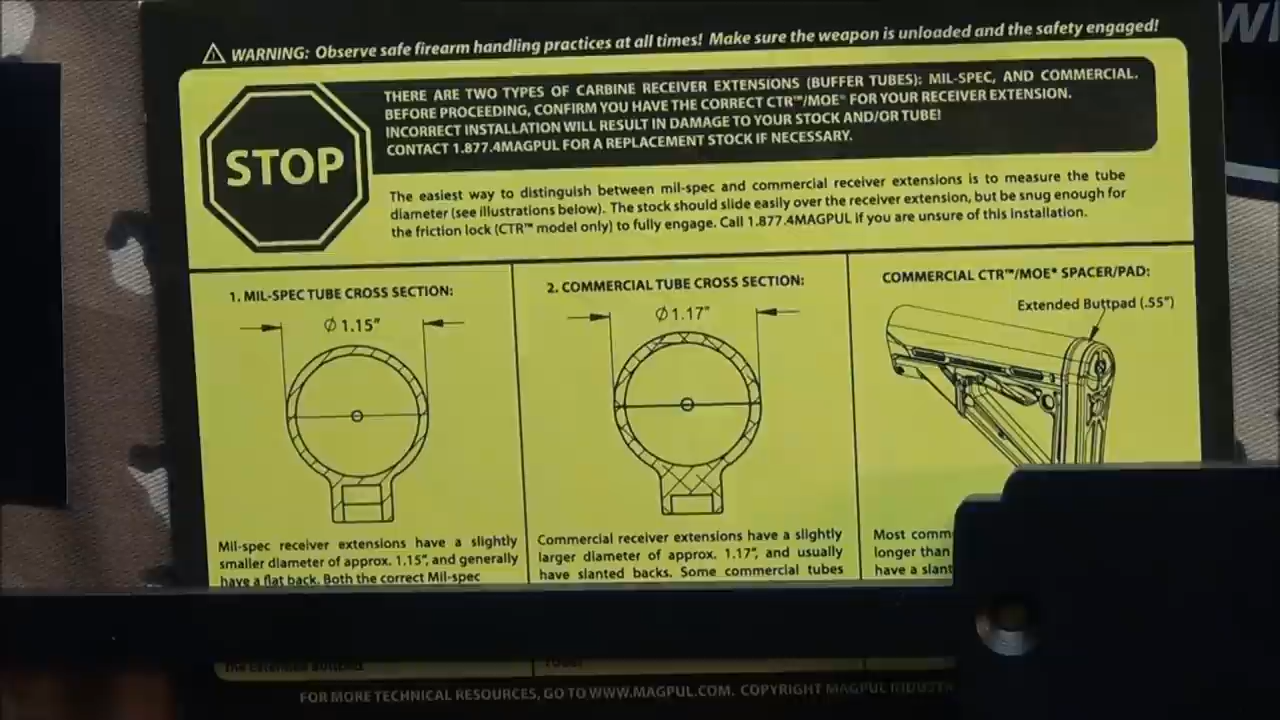 WARNING: Observe safe firearm handling practices at all times! Make sure the weapon is unloaded and the safety engaged!
STOP
THERE ARE TWO TYPES OF CARBINE RECEIVER EXTENSIONS (BUFFER TUBES): MIL-SPEC, AND COMMERCIAL.
BEFORE PROCEEDING, CONFIRM YOU HAVE THE CORRECT CTR™/MOE® FOR YOUR RECEIVER EXTENSION.
INCORRECT INSTALLATION WILL RESULT IN DAMAGE TO YOUR STOCK AND/OR TUBE!
CONTACT 1.877.4MAGPUL FOR A REPLACEMENT STOCK IF NECESSARY.
The easiest way to distinguish between mil-spec and commercial receiver extensions is to measure the tube
diameter (see illustrations below). The stock should slide easily over the receiver extension, but be snug enough for
the friction lock (CTR™ model only) to fully engage. Call 1.877.4MAGPUL if you are unsure of this installation.
1. MIL-SPEC TUBE CROSS SECTION:
Ø 1.15"
Mil-spec receiver extensions have a slightly
smaller diameter of approx. 1.15", and generally
have a flat back. Both the correct Mil-spec
2. COMMERCIAL TUBE CROSS SECTION:
Ø 1.17"
Commercial receiver extensions have a slightly
larger diameter of approx. 1.17", and usually
have slanted backs. Some commercial tubes
COMMERCIAL CTR™/MOE® SPACER/PAD:
Extended Buttpad (.55")
Most comm
longer than
have a slant
the extended buttpad.
FOR MORE TECHNICAL RESOURCES, GO TO WWW.MAGPUL.COM. COPYRIGHT MAGPUL INDUSTR